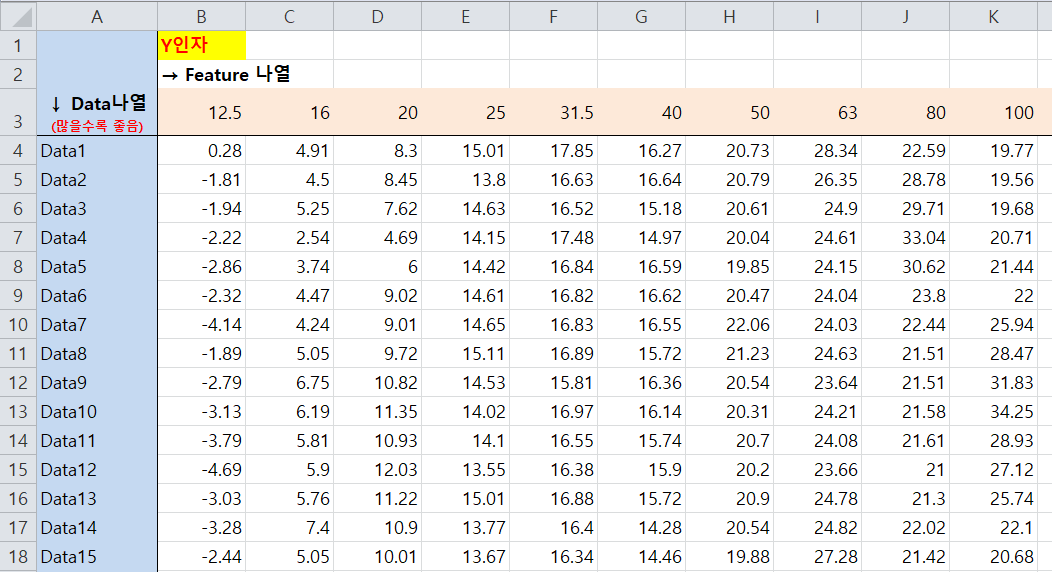 A B C D E F G H I J K
1 Y인자
2 → Feature 나열
↓ Data나열
3 (많을수록 좋음) 12.5 16 20 25 31.5 40 50 63 80 100
4 Data1 0.28 4.91 8.3 15.01 17.85 16.27 20.73 28.34 22.59 19.77
5 Data2 -1.81 4.5 8.45 13.8 16.63 16.64 20.79 26.35 28.78 19.56
6 Data3 -1.94 5.25 7.62 14.63 16.52 15.18 20.61 24.9 29.71 19.68
7 Data4 -2.22 2.54 4.69 14.15 17.48 14.97 20.04 24.61 33.04 20.71
8 Data5 -2.86 3.74 6 14.42 16.84 16.59 19.85 24.15 30.62 21.44
9 Data6 -2.32 4.47 9.02 14.61 16.82 16.62 20.47 24.04 23.8 22
10 Data7 -4.14 4.24 9.01 14.65 16.83 16.55 22.06 24.03 22.44 25.94
11 Data8 -1.89 5.05 9.72 15.11 16.89 15.72 21.23 24.63 21.51 28.47
12 Data9 -2.79 6.75 10.82 14.53 15.81 16.36 20.54 23.64 21.51 31.83
13 Data10 -3.13 6.19 11.35 14.02 16.97 16.14 20.31 24.21 21.58 34.25
14 Data11 -3.79 5.81 10.93 14.1 16.55 15.74 20.7 24.08 21.61 28.93
15 Data12 -4.69 5.9 12.03 13.55 16.38 15.9 20.2 23.66 21 27.12
16 Data13 -3.03 5.76 11.22 15.01 16.88 15.72 20.9 24.78 21.3 25.74
17 Data14 -3.28 7.4 10.9 13.77 16.4 14.28 20.54 24.82 22.02 22.1
18 Data15 -2.44 5.05 10.01 13.67 16.34 14.46 19.88 27.28 21.42 20.68